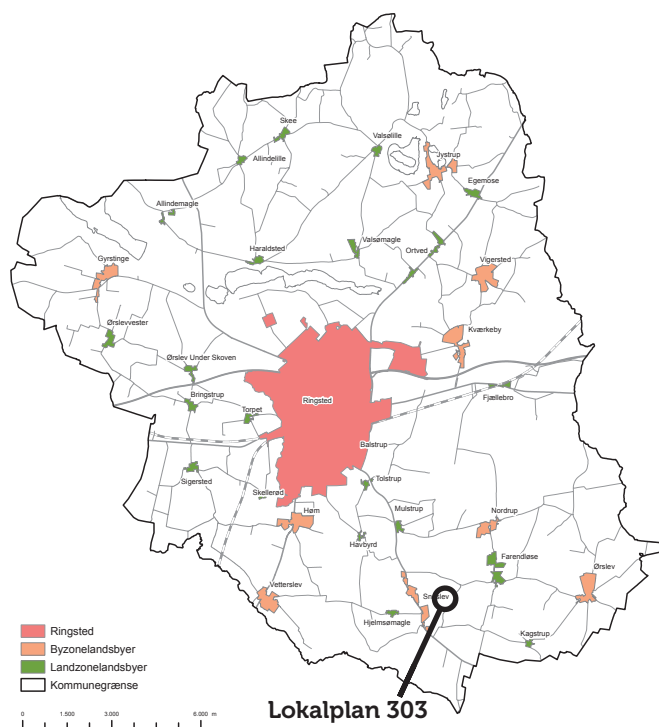 Skee
Valsølille
Allindelille
Jystrup
Egemose
Allindemagle
Valsømagle
Ortved
Haraldsted
Gyrstinge
Vigersted
Ørslevvester
Kværkeby
Ørslev Under Skoven
Fjællebro
Bringstrup
Ringsted
Torpet
Balstrup
Sigersted
Tolstrup
Skellerød
Høm
Mulstrup
Nordrup
Havbyrd
Farendløse
Ørslev
Vetterslev
Hjelmsømagle
Kagstrup
Ringsted
Byzonelandsbyer
Landzonelandsbyer
Kommunegrænse
0 1.500 3.000 6.000 m
Lokalplan 303